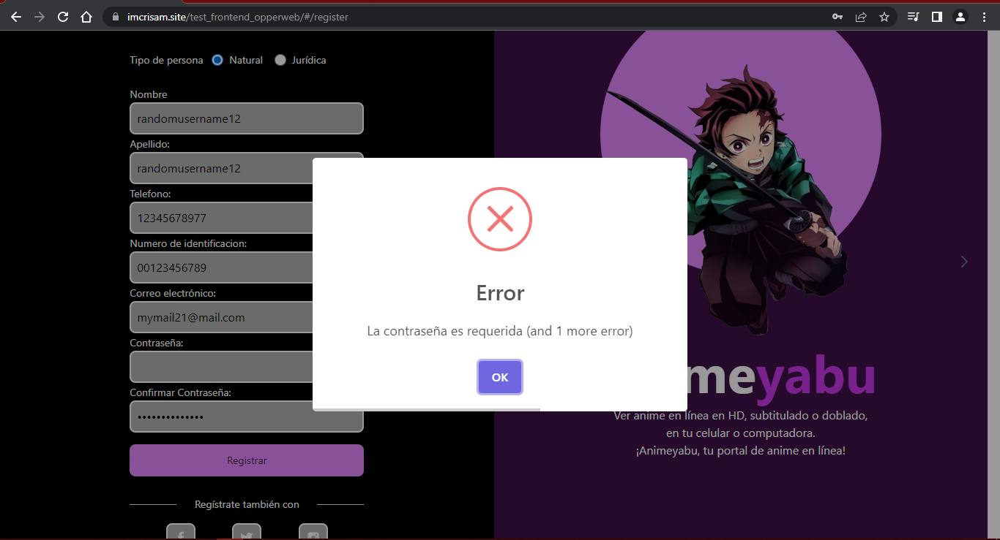 imcrisam.site/test_frontend_opperweb/#/register
Tipo de persona Natural Jurídica
Nombre
randomusername12
Apellido:
randomusername12
Telefono:
12345678977
Numero de identificacion:
00123456789
Correo electrónico:
mymail21@mail.com
Contraseña:
Confirmar Contraseña:
••••••••••••••
Registrar
Regístrate también con
Error
La contraseña es requerida (and 1 more error)
OK
meyabu
Ver anime en línea en HD, subtitulado o doblado,
en tu celular o computadora.
¡Animeyabu, tu portal de anime en línea!